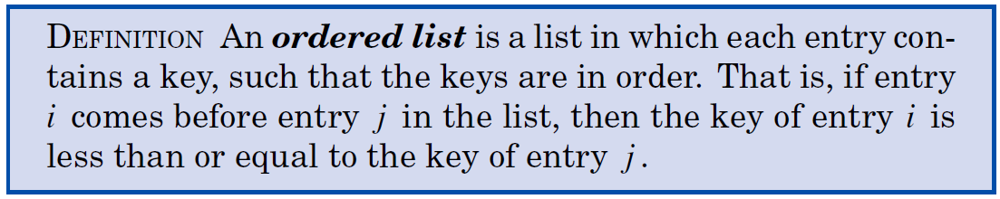 DEFINITION An ordered list is a list in which each entry con-
tains a key, such that the keys are in order. That is, if entry
i comes before entry j in the list, then the key of entry i is
less than or equal to the key of entry j.